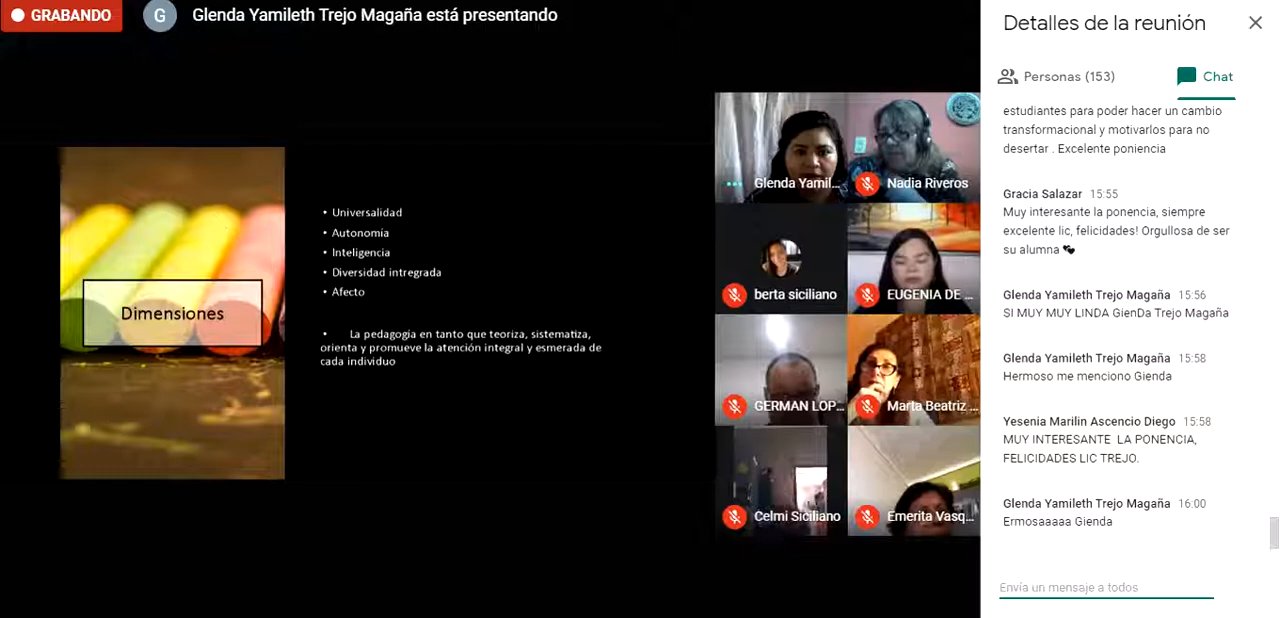 GRABANDO
G
Glenda Yamileth Trejo Magaña está presentando
Dimensiones
• Universalidad
• Autonomía
• Inteligencia
• Diversidad intregrada
• Afecto
• La pedagogía en tanto que teoriza, sistematiza,
orienta y promueve la atención integral y esmerada de
cada individuo
Glenda Yamil...
Nadia Riveros
berta siciliano
EUGENIA DE ...
GERMAN LOP...
Marta Beatriz ...
Celmi Siciliano
Emerita Vasq...
Detalles de la reunión
Personas (153)
Chat
estudiantes para poder hacer un cambio
transformacional y motivarlos para no
desertar . Excelente poniencia
Gracia Salazar 15:55
Muy interesante la ponencia, siempre
excelente lic, felicidades! Orgullosa de ser
su alumna
Glenda Yamileth Trejo Magaña 15:56
SI MUY MUY LINDA GienDa Trejo Magaña
Glenda Yamileth Trejo Magaña 15:58
Hermoso me menciono Gienda
Yesenia Marilin Ascencio Diego 15:58
MUY INTERESANTE LA PONENCIA,
FELICIDADES LIC TREJO.
Glenda Yamileth Trejo Magaña 16:00
Ermosaaaaa Gienda
Envía un mensaje a todos